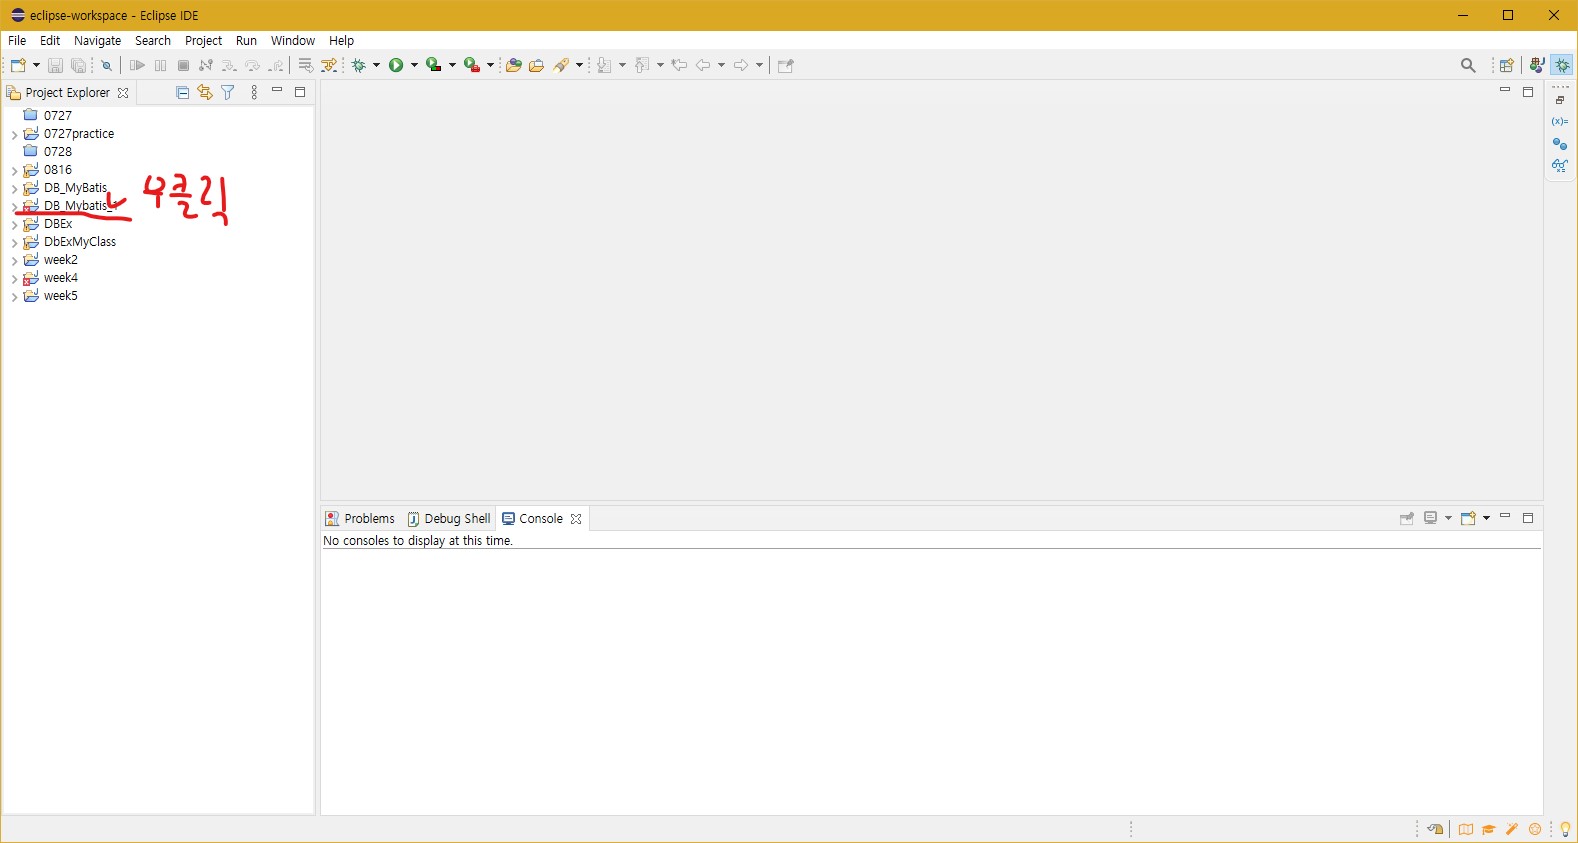 eclipse-workspace - Eclipse IDE
File Edit Navigate Search Project Run Window Help
Project Explorer
0727
0727practice
0728
0816
DB_MyBatis
DB_Mybatis_1
우클릭
DBEx
DbExMyClass
week2
week4
week5
Problems Debug Shell Console
No consoles to display at this time.